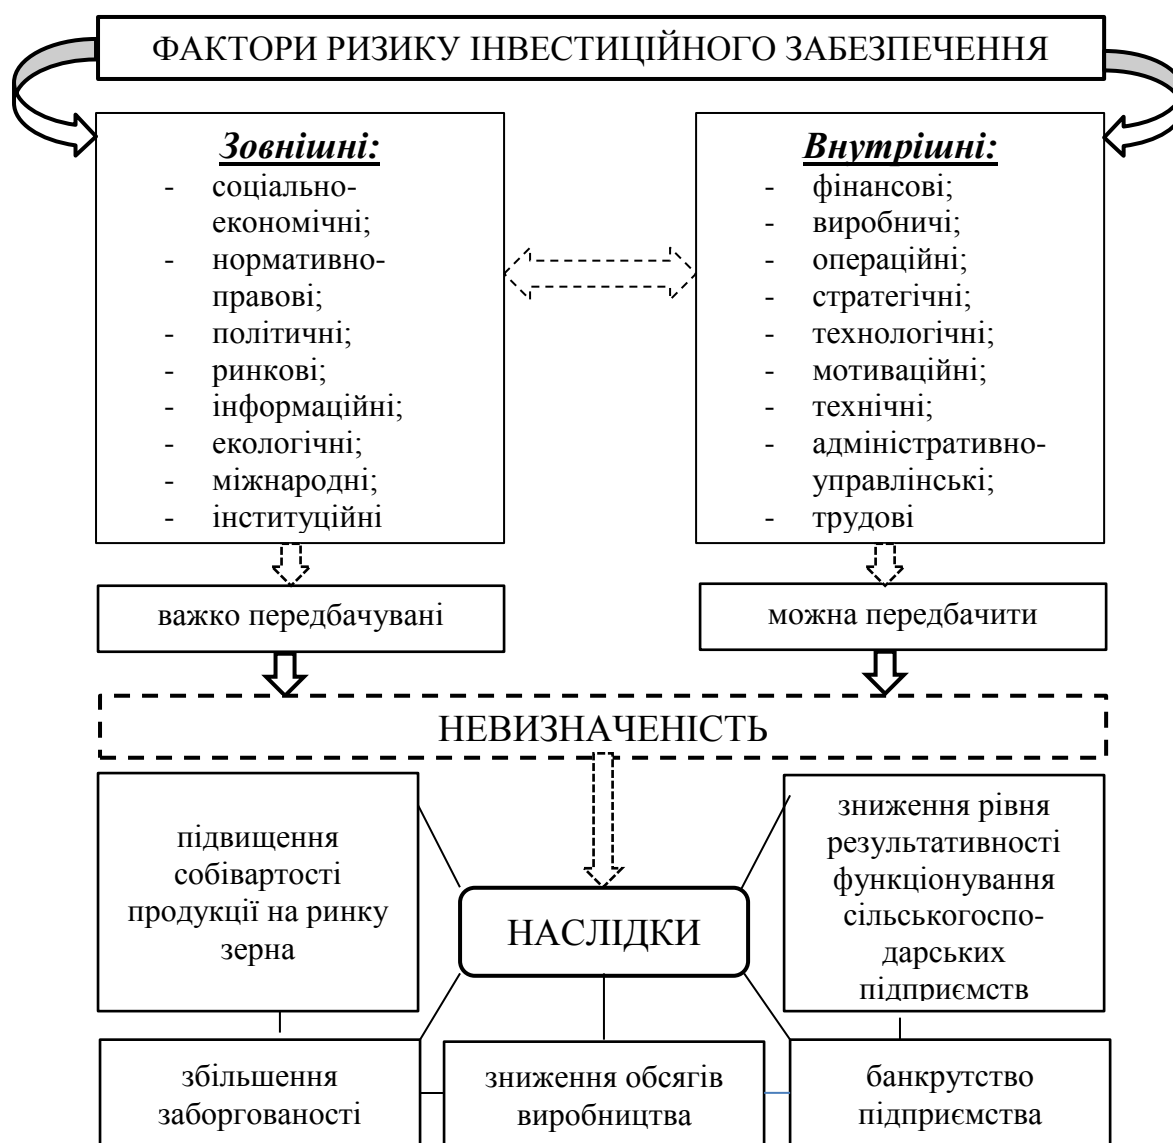 ФАКТОРИ РИЗИКУ ІНВЕСТИЦІЙНОГО ЗАБЕЗПЕЧЕННЯ
Зовнішні:
- соціально-
економічні;
- нормативно-
правові;
- політичні;
- ринкові;
- інформаційні;
- екологічні;
- міжнародні;
- інституційні
Внутрішні:
- фінансові;
- виробничі;
- операційні;
- стратегічні;
- технологічні;
- мотиваційні;
- технічні;
- адміністративно-
управлінські;
- трудові
важко передбачувані
можна передбачити
НЕВИЗНАЧЕНІСТЬ
підвищення
собівартості
продукції на ринку
зерна
НАСЛІДКИ
зниження рівня
результативності
функціонування
сільськогоспо-
дарських
підприємств
збільшення
заборгованості
зниження обсягів
виробництва
банкрутство
підприємства